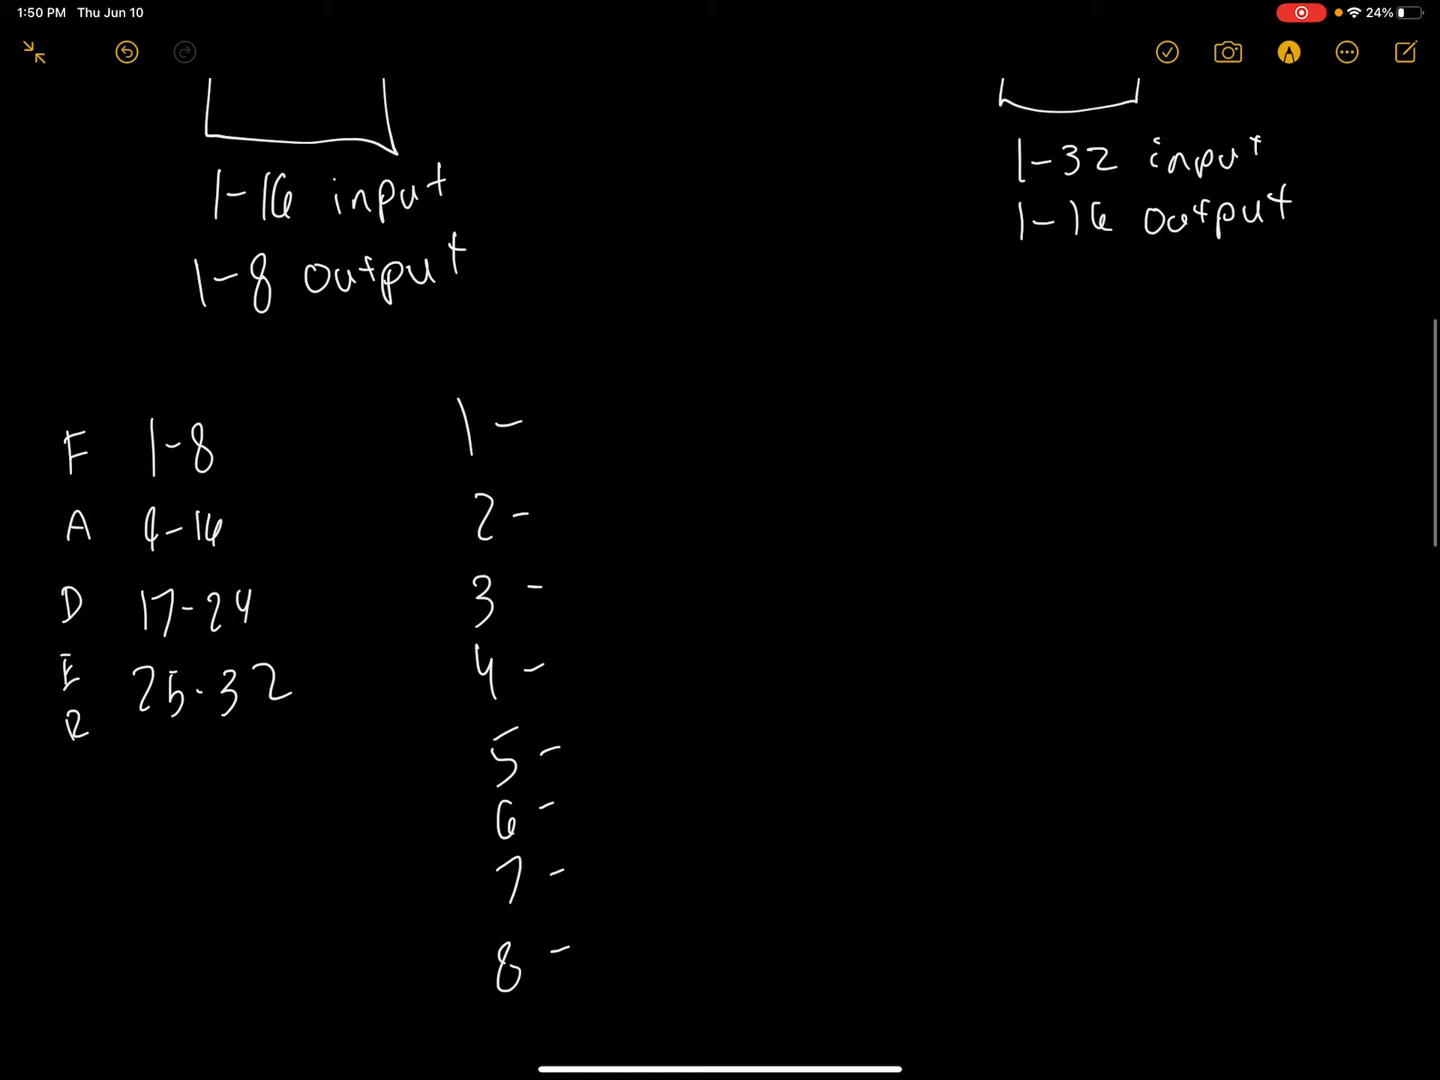 1:50 PM Thu Jun 10
24%
1-16 input
1-8 output
1-32 input
1-16 output
F 1-8
A 9-16
D 17-24
E 25-32
R
1-
2-
3-
4-
5-
6-
7-
8-